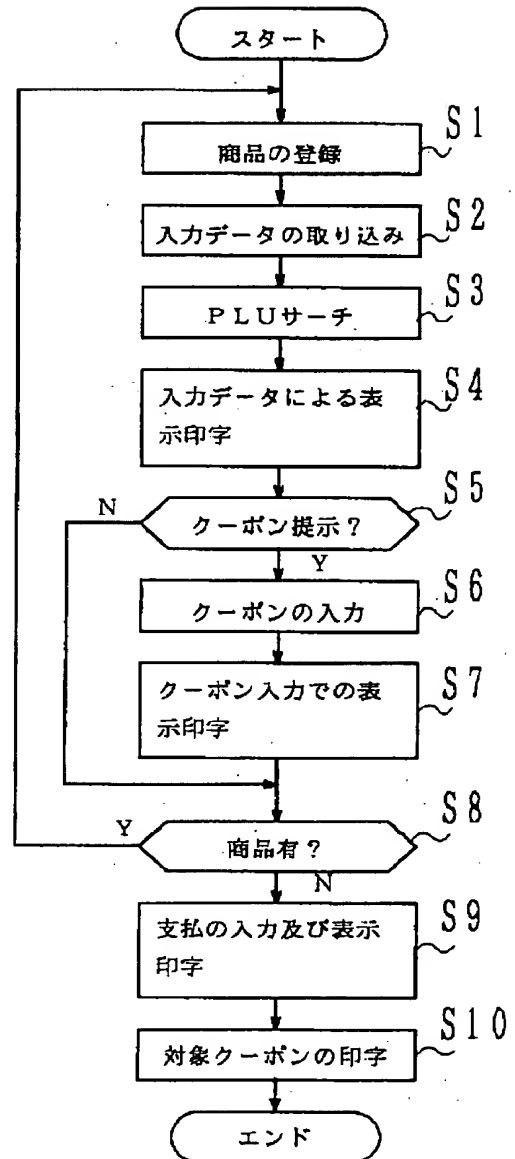 スタート
S1
商品の登録
S2
入力データの取り込み
S3
PLUサーチ
S4
入力データによる表
示印字
S5
N
クーポン提示?
Y
S6
クーポンの入力
S7
クーポン入力での表
示印字
S8
Y
商品有?
N
S9
支払の入力及び表示
印字
S10
対象クーポンの印字
エンド